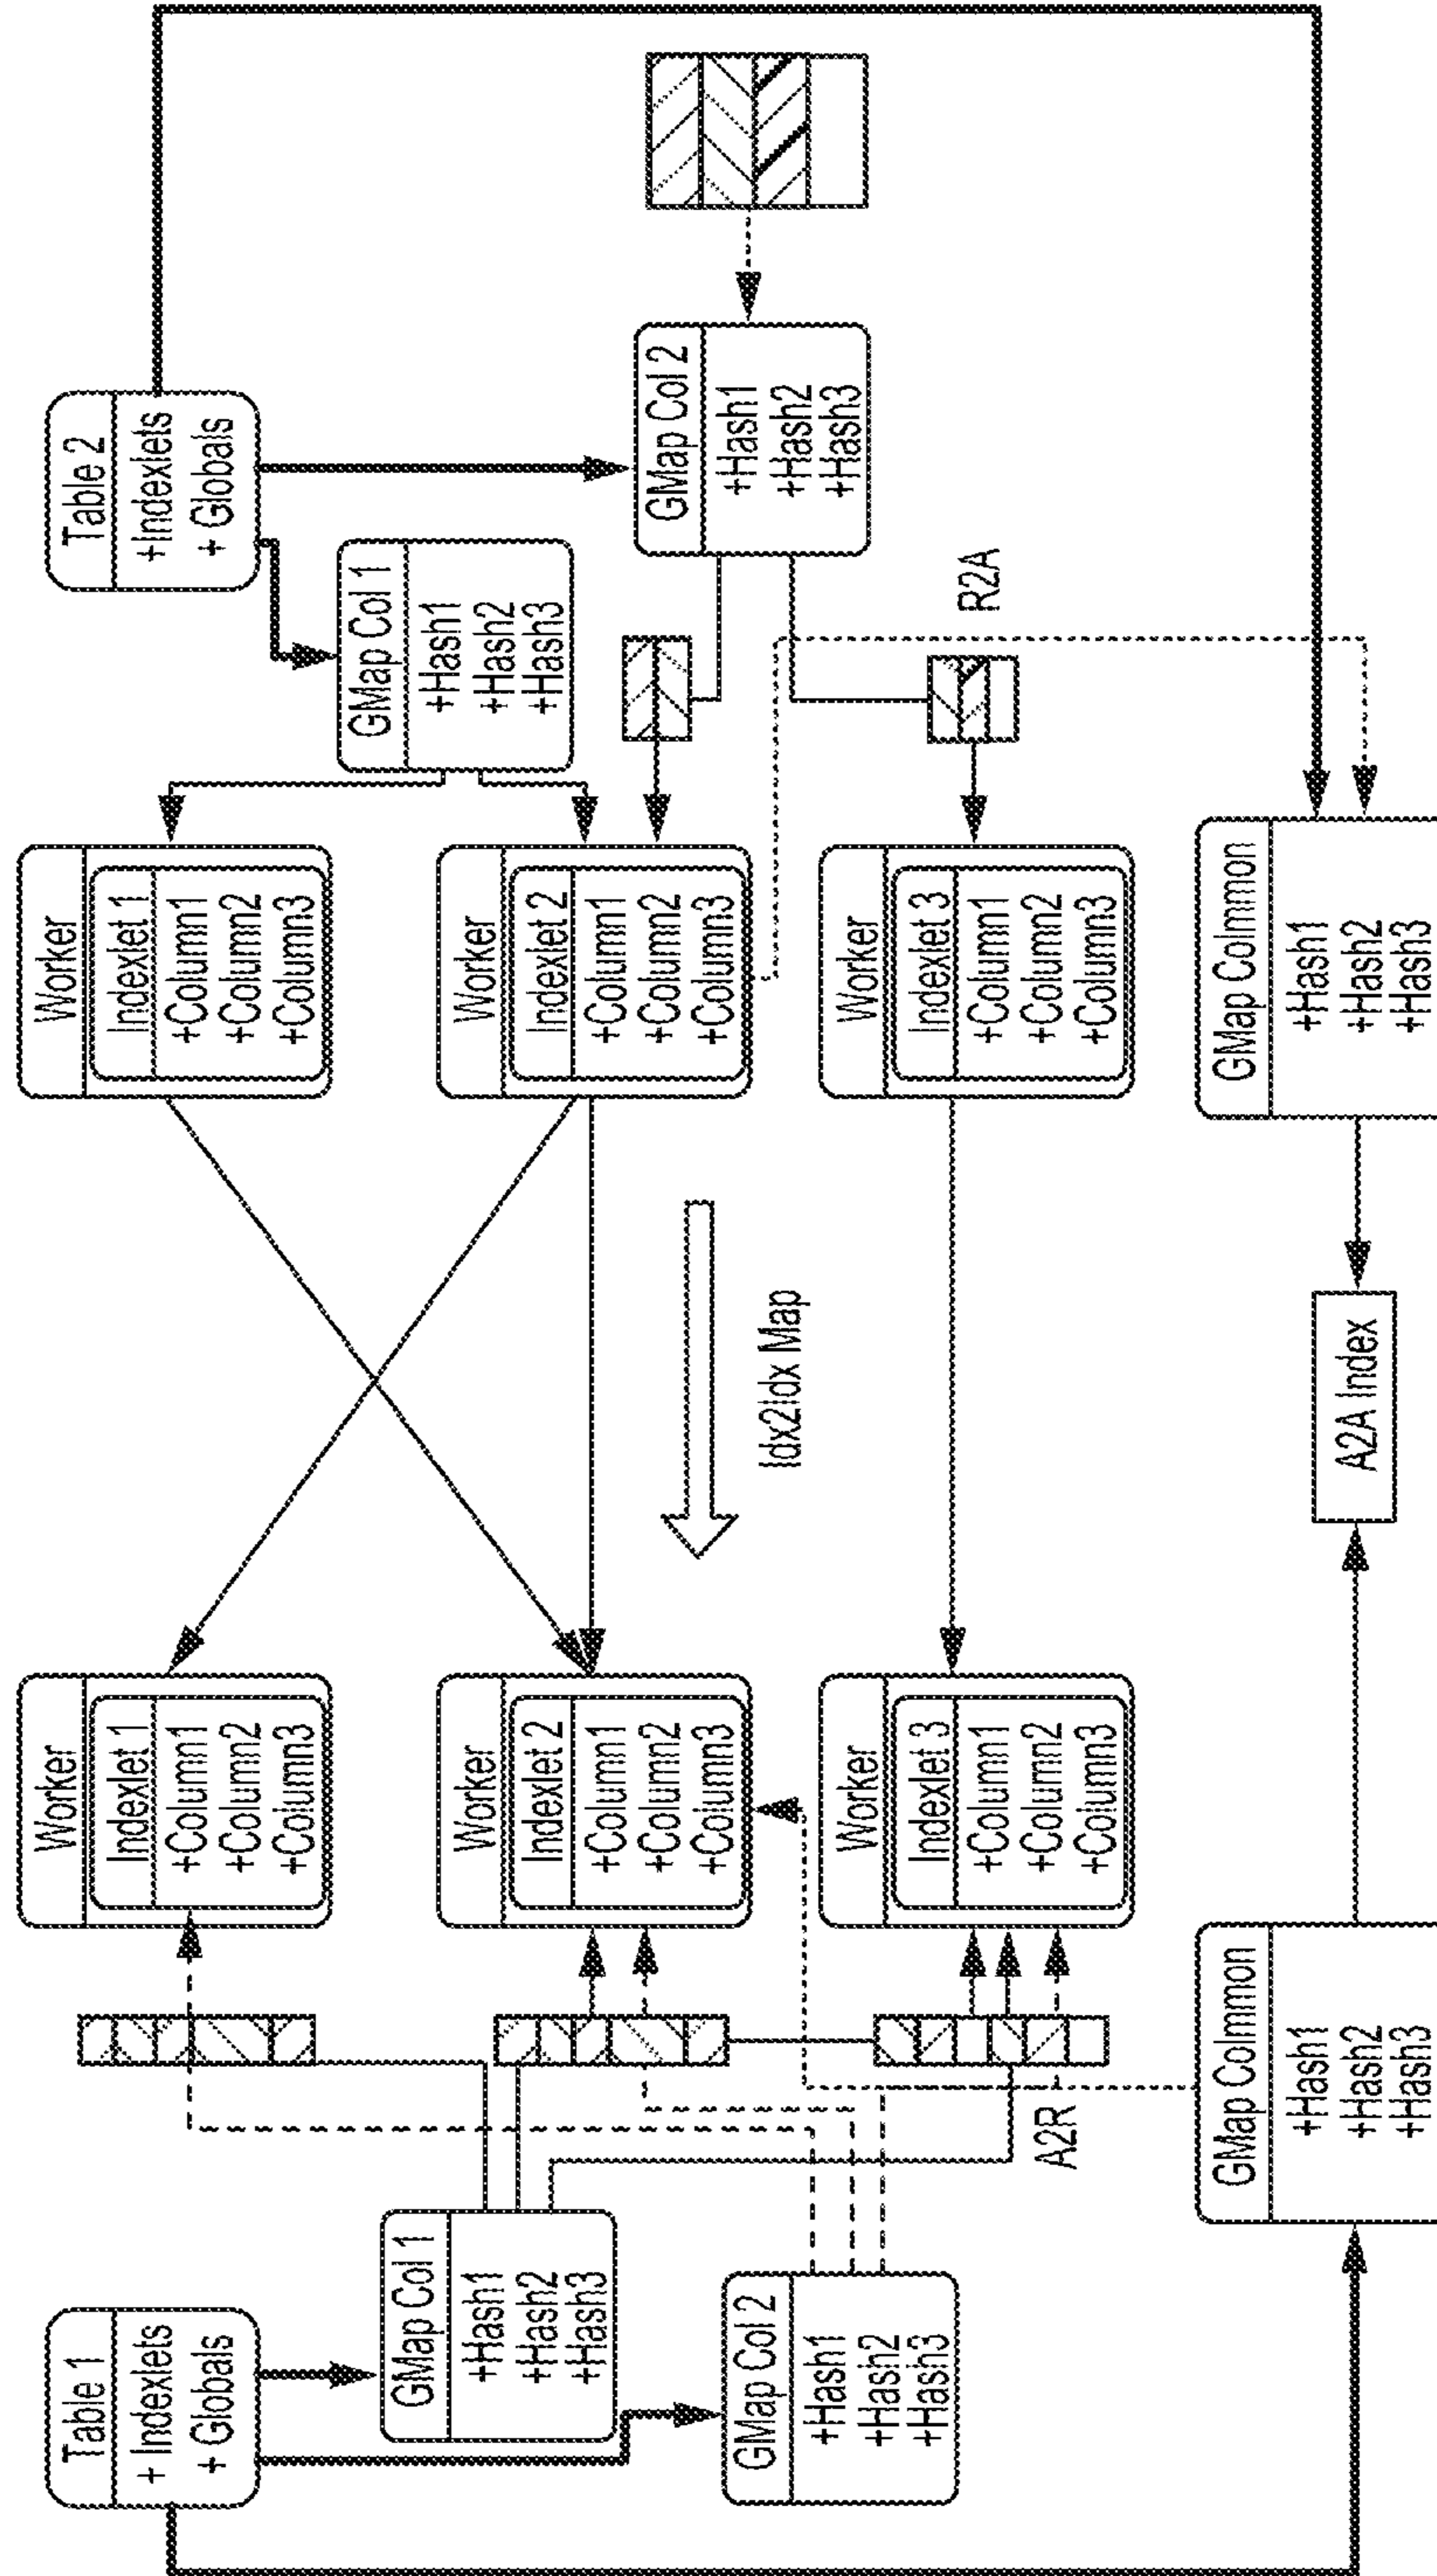 Table 1
+ Indexlets
+ Globals
GMap Col 1
+Hash1
+Hash2
+Hash3
GMap Col 2
+Hash1
+Hash2
+Hash3
A2R
GMap Colmmon
+Hash1
+Hash2
+Hash3
Worker
Indexlet 1
+Column1
+Column2
+Column3
Worker
Indexlet 2
+Column1
+Column2
+Column3
Worker
Indexlet 3
+Column1
+Column2
+Column3
Idx2Idx Map
A2A Index
Worker
Indexlet 1
+Column1
+Column2
+Column3
Worker
Indexlet 2
+Column1
+Column2
+Column3
Worker
Indexlet 3
+Column1
+Column2
+Column3
GMap Colmmon
+Hash1
+Hash2
+Hash3
Table 2
+Indexlets
+ Globals
GMap Col 1
+Hash1
+Hash2
+Hash3
GMap Col 2
+Hash1
+Hash2
+Hash3
R2A